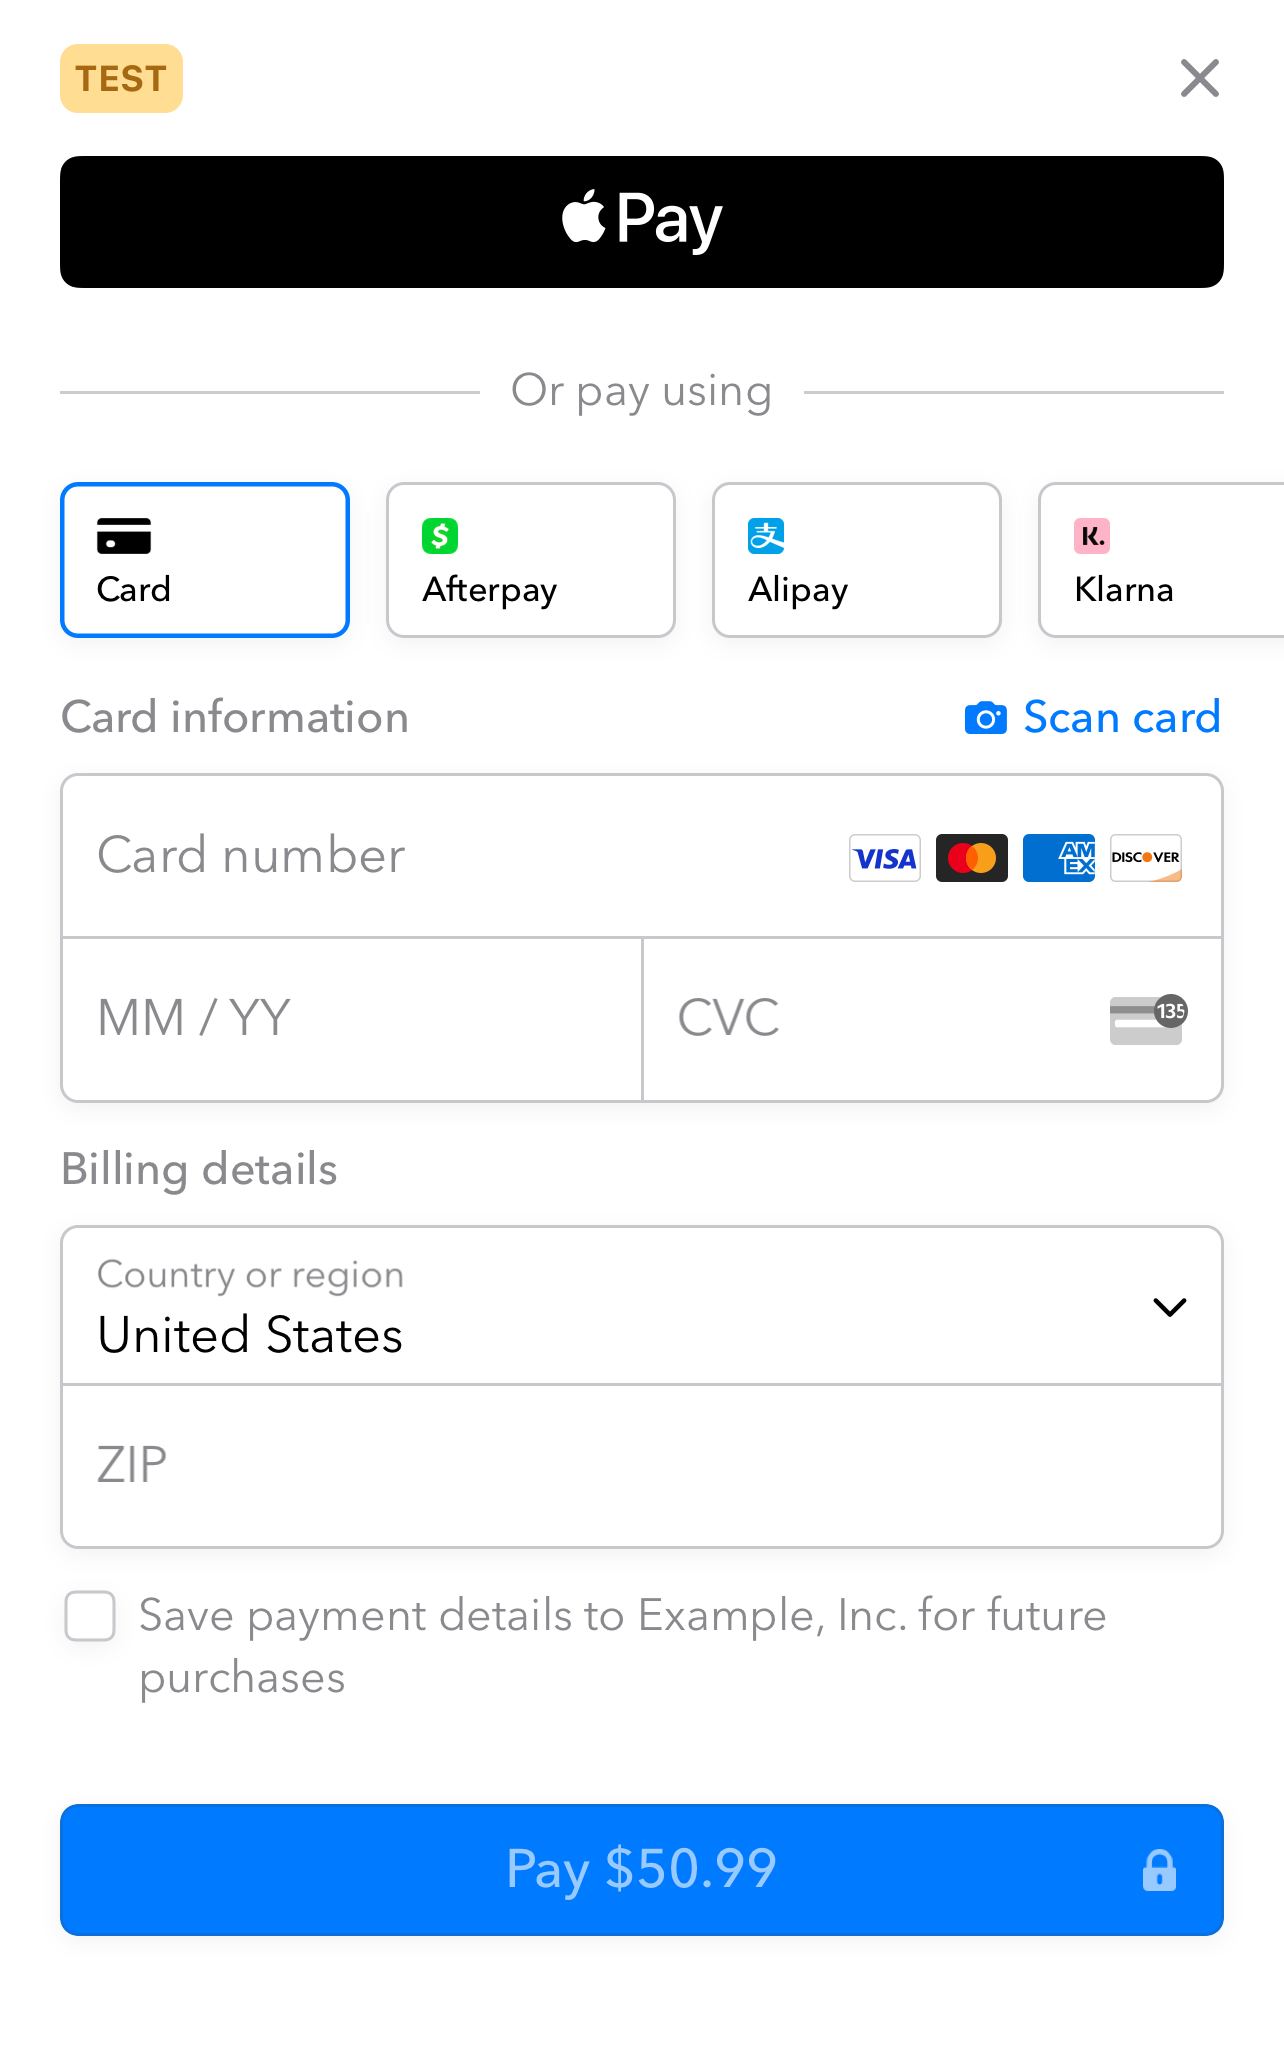 TEST
Pay
Or pay using
Card
Afterpay
Alipay
Klarna
Card information
Scan card
Card number
VISA
AM
EX
DISCOVER
MM / YY
CVC
135
Billing details
Country or region
United States
ZIP
Save payment details to Example, Inc. for future
purchases
Pay $50.99